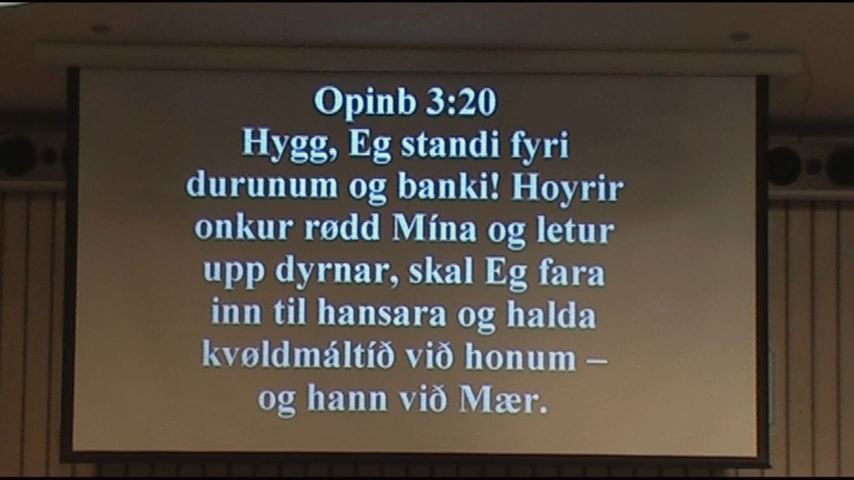 Opinb 3:20
Hygg, Eg standi fyri
durunum og banki! Hoyrir
onkur rødd Mína og letur
upp dyrnar, skal Eg fara
inn til hansara og halda
kvøldmáltíð við honum –
og hann við Mær.